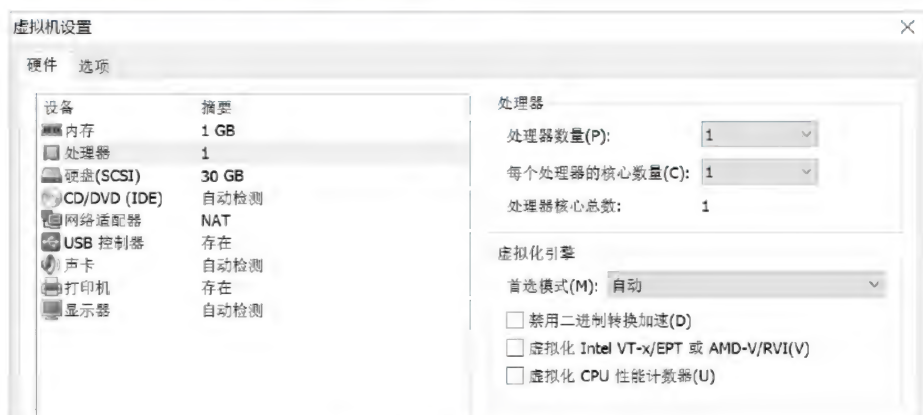 虚拟机设置
硬件 选项
设备 摘要
内存 1 GB
处理器 1
硬盘(SCSI) 30 GB
CD/DVD (IDE) 自动检测
网络适配器 NAT
USB 控制器 存在
声卡 自动检测
打印机 存在
显示器 自动检测
处理器
处理器数量(P): 1
每个处理器的核心数量(C): 1
处理器核心总数: 1
虚拟化引擎
首选模式(M): 自动
禁用二进制转换加速(D)
虚拟化 Intel VT-x/EPT 或 AMD-V/RVI(V)
虚拟化 CPU 性能计数器(U)